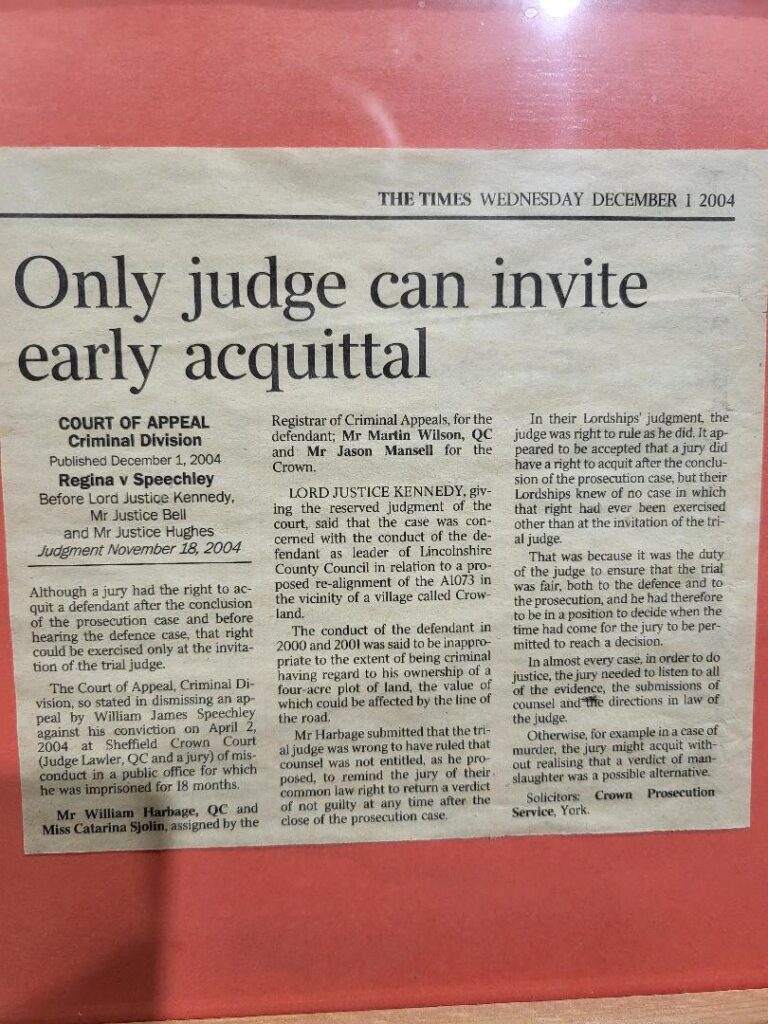 THE TIMES WEDNESDAY DECEMBER 1 2004
Only judge can invite
early acquittal
COURT OF APPEAL
Criminal Division
Published December 1, 2004
Regina v Speechley
Before Lord Justice Kennedy,
Mr Justice Bell
and Mr Justice Hughes
Judgment November 18, 2004
Although a jury had the right to ac-
quit a defendant after the conclusion
of the prosecution case and before
hearing the defence case, that right
could be exercised only at the invita-
tion of the trial judge.
The Court of Appeal, Criminal Di-
vision, so stated in dismissing an ap-
peal by William James Speechley
against his conviction on April 2,
2004 at Sheffield Crown Court
(Judge Lawler, QC and a jury) of mis-
conduct in a public office for which
he was imprisoned for 18 months.
Mr William Harbage, QC and
Miss Catarina Sjolin, assigned by the
Registrar of Criminal Appeals, for the
defendant; Mr Martin Wilson, QC
and Mr Jason Mansell for the
Crown.
LORD JUSTICE KENNEDY, giv-
ing the reserved judgment of the
court, said that the case was con-
cerned with the conduct of the de-
fendant as leader of Lincolnshire
County Council in relation to a pro-
posed re-alignment of the A1073 in
the vicinity of a village called Crow-
land.
The conduct of the defendant in
2000 and 2001 was said to be inappro-
priate to the extent of being criminal
having regard to his ownership of a
four-acre plot of land, the value of
which could be affected by the line of
the road.
Mr Harbage submitted that the tri-
al judge was wrong to have ruled that
counsel was not entitled, as he pro-
posed, to remind the jury of their
common law right to return a verdict
of not guilty at any time after the
close of the prosecution case.
In their Lordships' judgment, the
judge was right to rule as he did. It ap-
peared to be accepted that a jury did
have a right to acquit after the conclu-
sion of the prosecution case, but their
Lordships knew of no case in which
that right had ever been exercised
other than at the invitation of the tri-
al judge.
That was because it was the duty
of the judge to ensure that the trial
was fair, both to the defence and to
the prosecution, and he had therefore
to be in a position to decide when the
time had come for the jury to be per-
mitted to reach a decision.
In almost every case, in order to do
justice, the jury needed to listen to all
of the evidence, the submissions of
counsel and the directions in law of
the judge.
Otherwise, for example in a case of
murder, the jury might acquit with-
out realising that a verdict of man-
slaughter was a possible alternative.
Solicitors: Crown Prosecution
Service, York.